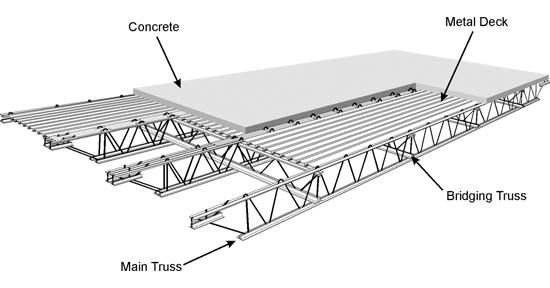 Concrete
Metal Deck
Bridging Truss
Main Truss